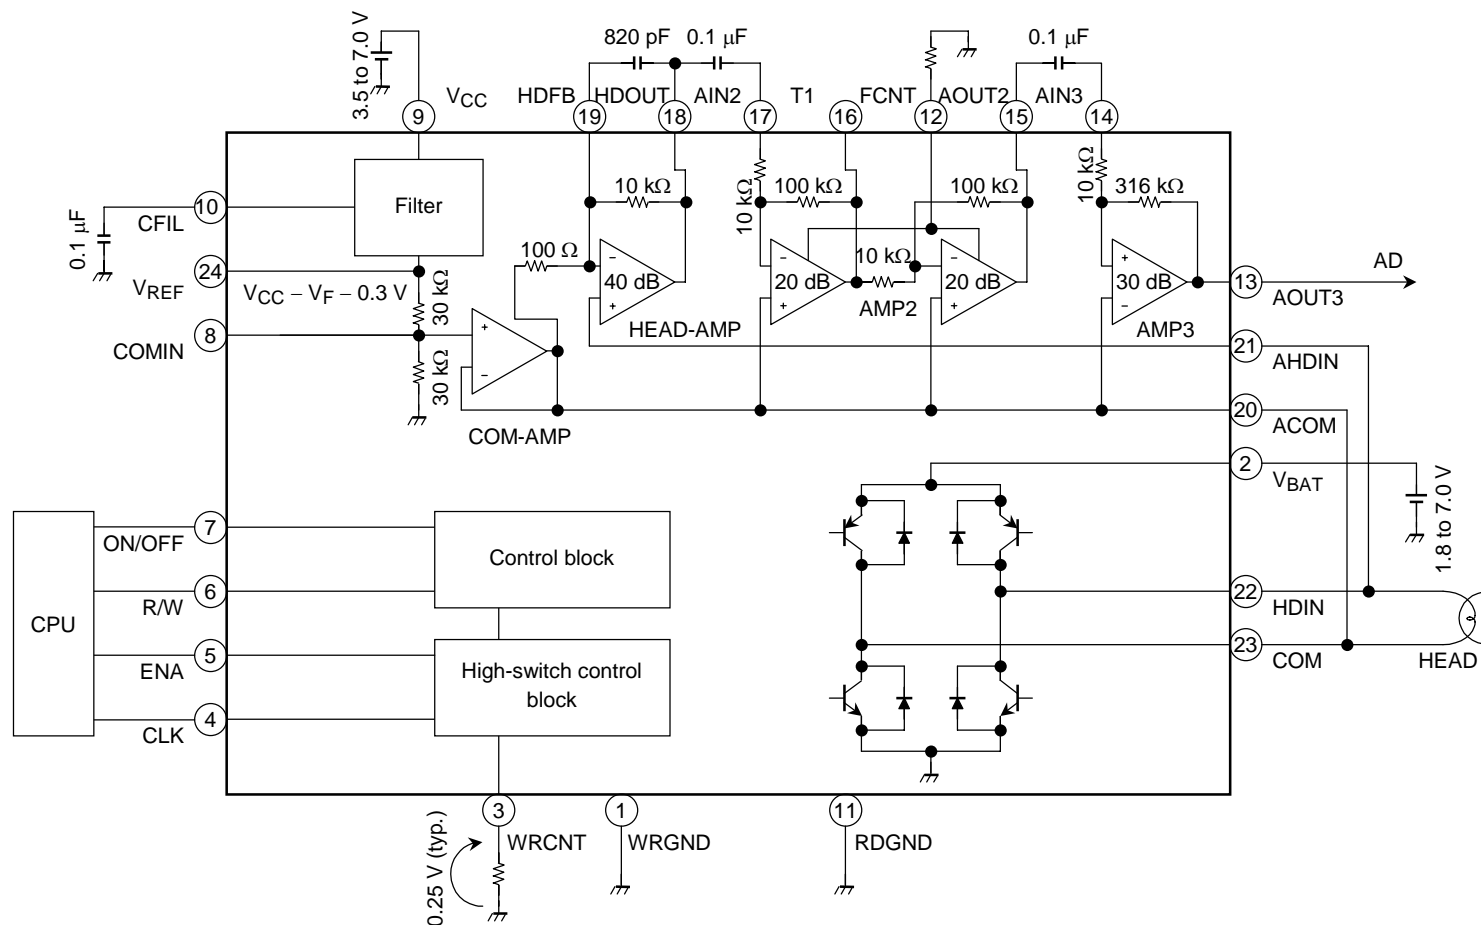 820 pF
0.1 μF
0.1 μF
3.5 to 7.0 V
VCC
HDFB
HDOUT
AIN2
T1
FCNT
AOUT2
AIN3
9
19
18
17
16
12
15
14
Filter
10
CFIL
0.1 μF
10 kΩ
10 kΩ
100 kΩ
100 kΩ
10 kΩ
316 kΩ
24
VREF
VCC − VF − 0.3 V
30 kΩ
100 Ω
−
40 dB
+
HEAD-AMP
−
20 dB
+
10 kΩ
AMP2
−
20 dB
+
+
30 dB
−
AMP3
13
AD
AOUT3
8
COMIN
30 kΩ
+
−
COM-AMP
21
AHDIN
20
ACOM
2
VBAT
1.8 to 7.0 V
CPU
7
ON/OFF
6
R/W
5
ENA
4
CLK
Control block
High-switch control
block
22
HDIN
23
COM
HEAD
3
WRCNT
0.25 V (typ.)
1
WRGND
11
RDGND